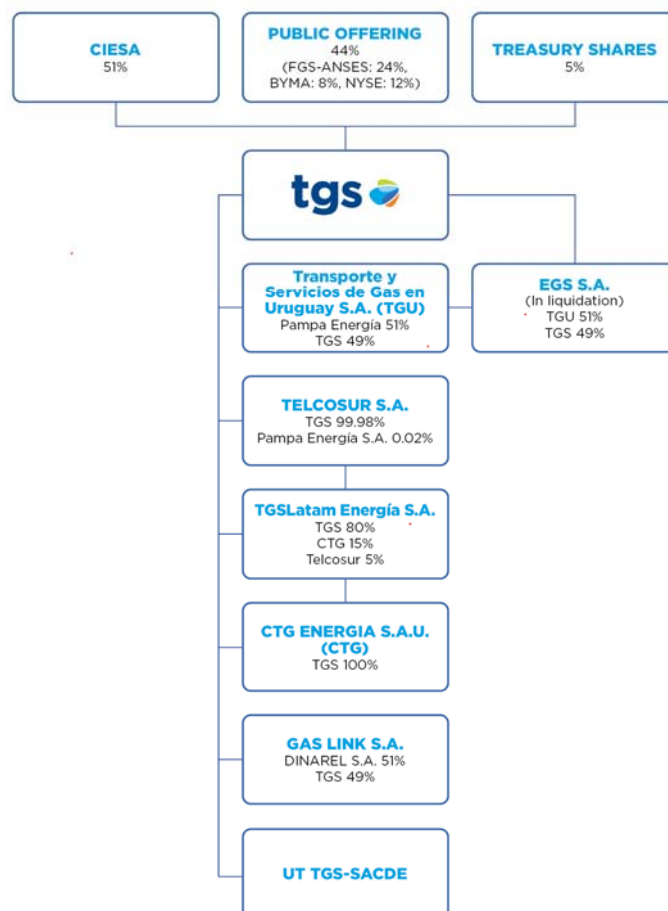 CIESA
51%
PUBLIC OFFERING
44%
(FGS-ANSES: 24%,
BYMA: 8%, NYSE: 12%)
TREASURY SHARES
5%
tgs
Transporte y
Servicios de Gas en
Uruguay S.A. (TGU)
Pampa Energía 51%
TGS 49%
EGS S.A.
(In liquidation)
TGU 51%
TGS 49%
TELCOSUR S.A.
TGS 99.98%
Pampa Energía S.A. 0.02%
TGSLatam Energía S.A.
TGS 80%
CTG 15%
Telcosur 5%
CTG ENERGIA S.A.U.
(CTG)
TGS 100%
GAS LINK S.A.
DINAREL S.A. 51%
TGS 49%
UT TGS-SACDE